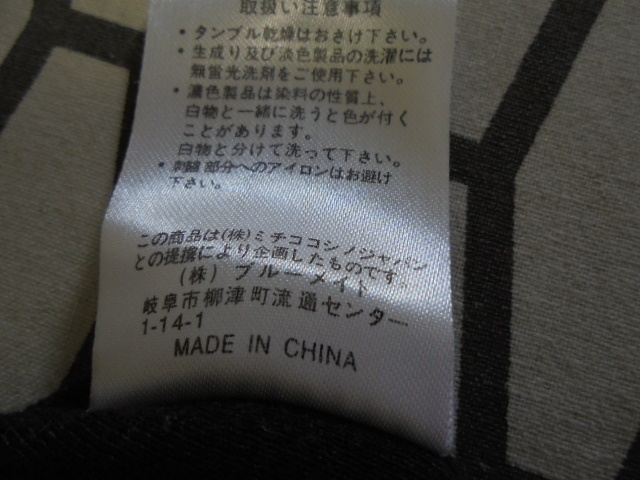 取扱い注意事項
・タンブル乾燥はおさけ下さい。
・生成り及び淡色製品の洗濯には
無蛍光洗剤をご使用下さい。
・濃色製品は染料の性質上、
白物と一緒に洗うと色が付く
ことがあります。
白物と分けて洗って下さい。
・刺繍部分へのアイロンはお避け
下さい。
この商品は(株)ミチココシノジャパン
との提携により企画したものです。
(株) ブルーメイト
岐阜市柳津町流通センター
1-14-1
MADE IN CHINA